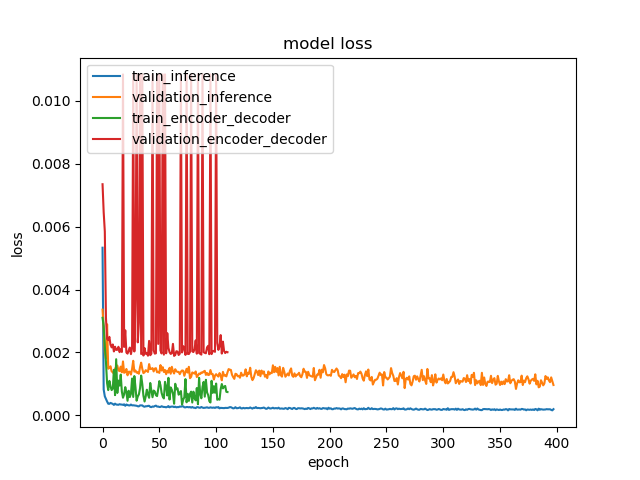 model loss
train_inference
validation_inference
train_encoder_decoder
validation_encoder_decoder
0.010
0.008
0.006
0.004
0.002
0.000
loss
0 50 100 150 200 250 300 350 400
epoch